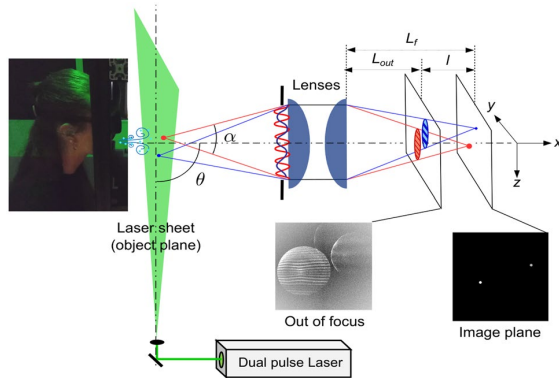 L_f
L_out
l
Lenses
y
x
z
α
θ
Laser sheet
(object plane)
Out of focus
Image plane
Dual pulse Laser